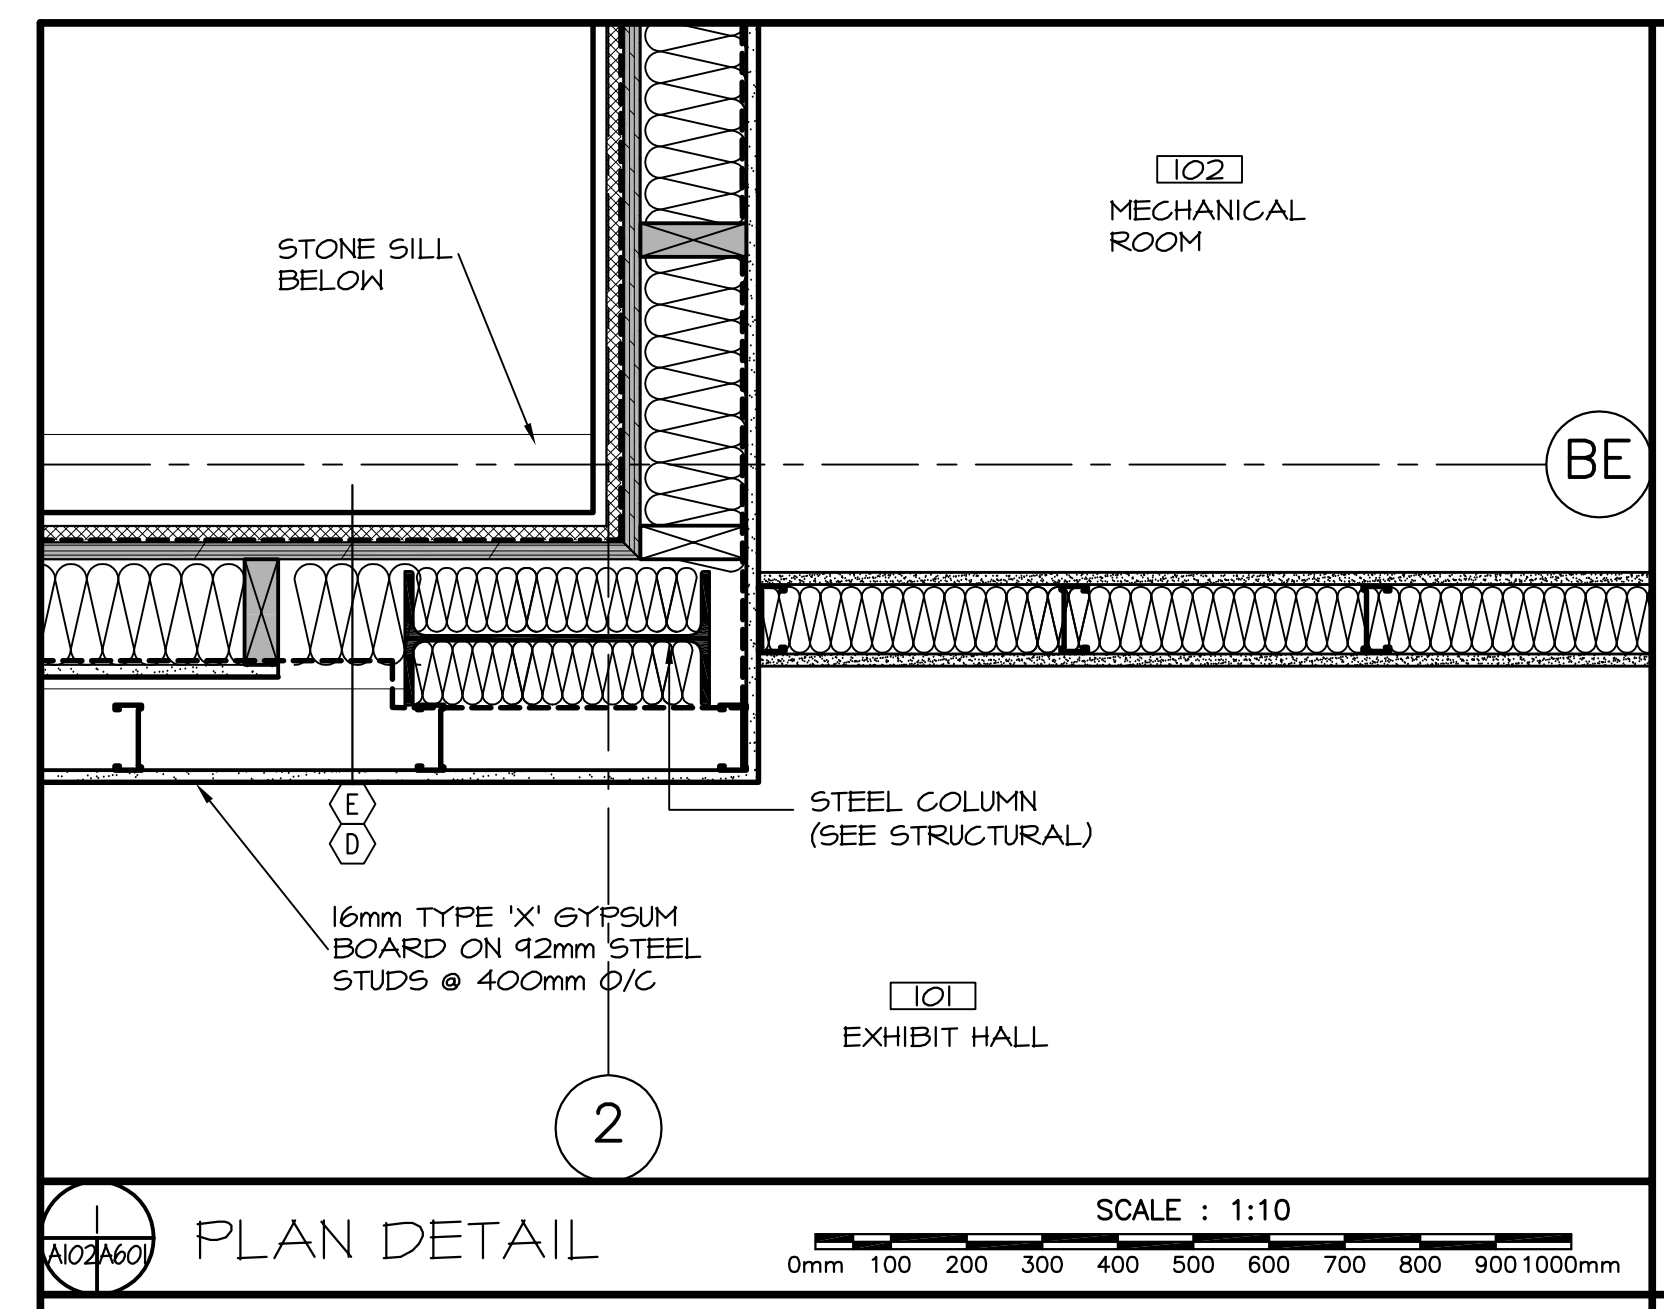 102
MECHANICAL
ROOM
STONE SILL
BELOW
BE
STEEL COLUMN
(SEE STRUCTURAL)
E
D
16mm TYPE 'X' GYPSUM
BOARD ON 92mm STEEL
STUDS @ 400mm O/C
101
EXHIBIT HALL
2
1
A102 A601
PLAN DETAIL
SCALE : 1:10
0mm 100 200 300 400 500 600 700 800 900 1000mm